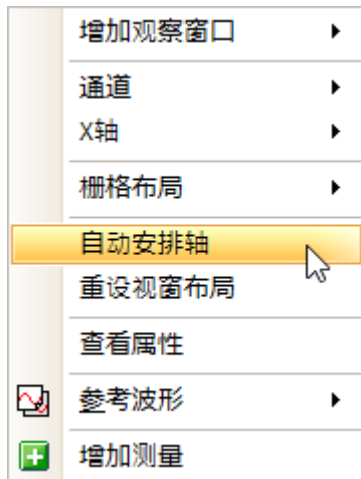 增加观察窗口
通道
X轴
栅格布局
自动安排轴
重设视窗布局
查看属性
参考波形
增加测量